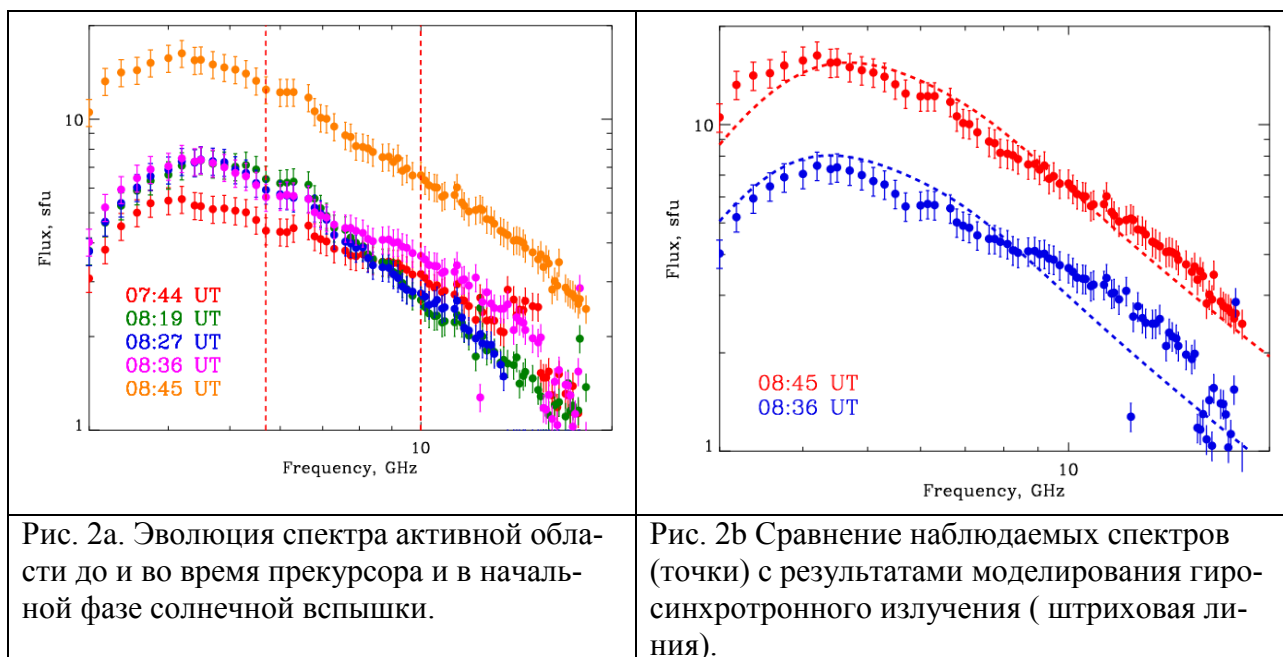 Flux, sfu
10
1
07:44 UT
08:19 UT
08:27 UT
08:36 UT
08:45 UT
10
Frequency, GHz
Flux, sfu
10
1
08:45 UT
08:36 UT
10
Frequency, GHz
Рис. 2a. Эволюция спектра активной обла-
сти до и во время прекурсора и в началь-
ной фазе солнечной вспышки.
Рис. 2b Сравнение наблюдаемых спектров
(точки) с результатами моделирования гиро-
синхротронного излучения ( штриховая ли-
ния).